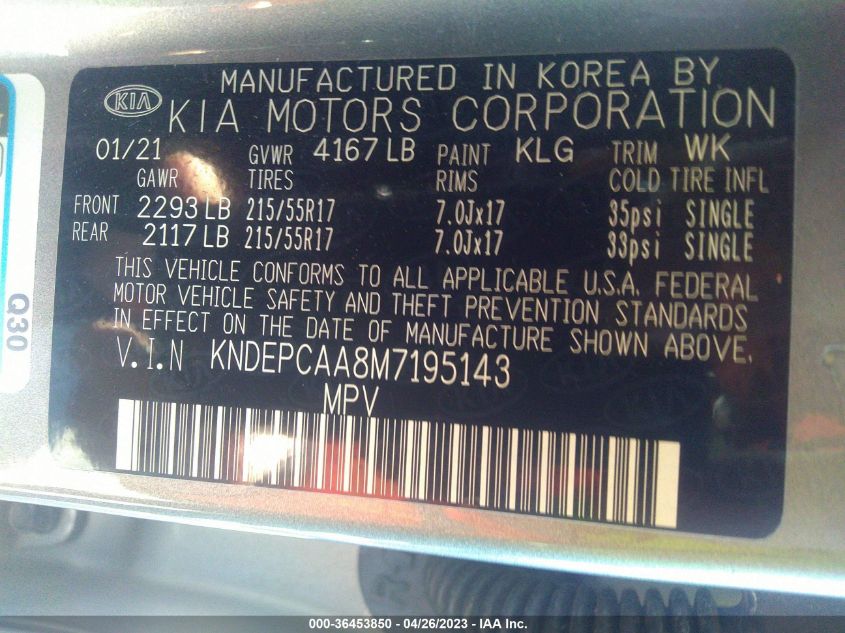 MANUFACTURED IN KOREA BY
KIA KIA MOTORS CORPORATION
01/21 GVWR 4167 LB PAINT KLG TRIM WK
GAWR TIRES RIMS COLD TIRE INFL
FRONT 2293 LB 215/55R17 7.0Jx17 35psi SINGLE
REAR 2117 LB 215/55R17 7.0Jx17 33psi SINGLE
THIS VEHICLE CONFORMS TO ALL APPLICABLE U.S.A. FEDERAL
MOTOR VEHICLE SAFETY AND THEFT PREVENTION STANDARDS
IN EFFECT ON THE DATE OF MANUFACTURE SHOWN ABOVE.
V.I.N KNDEPCAA8M7195143
MPV
Q30
000-36453850 - 04/26/2023 - IAA Inc.